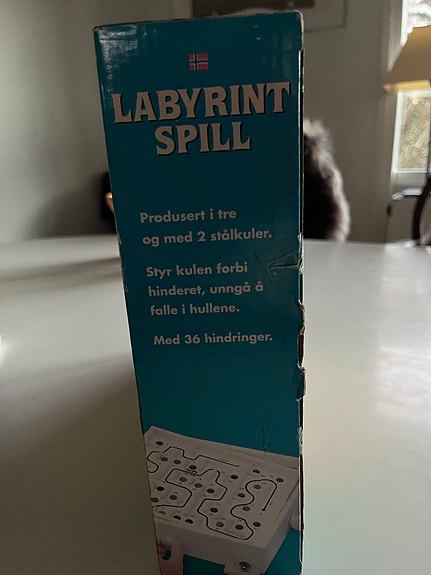 LABYRINT
SPILL
Produsert i tre
og med 2 stålkuler.
Styr kulen forbi
hinderet, unngå å
falle i hullene.
Med 36 hindringer.